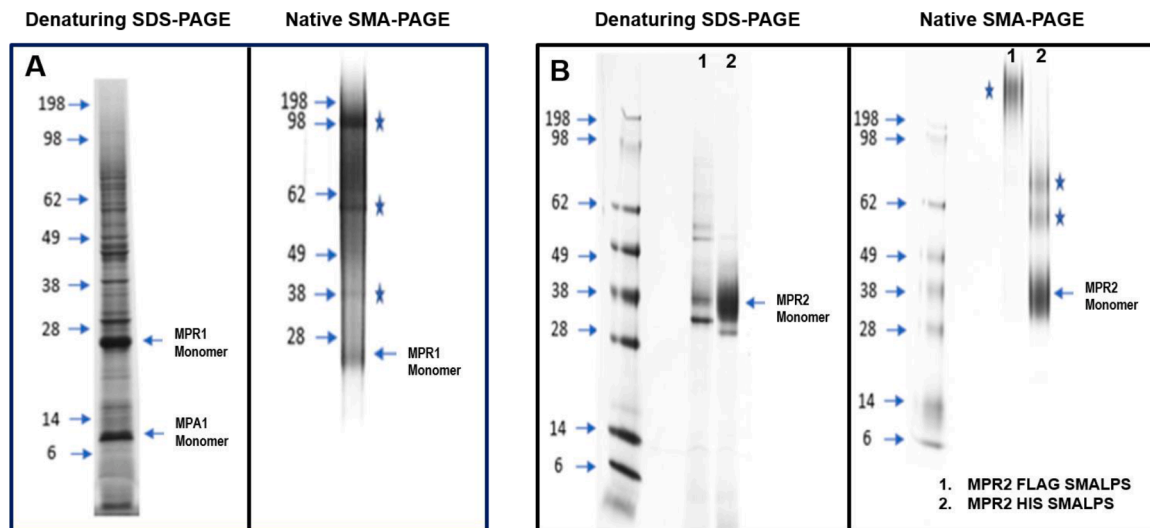 Denaturing SDS-PAGE
Native SMA-PAGE
A
198
98
62
49
38
28
14
6
MPR1
Monomer
MPA1
Monomer
198
98
62
49
38
28
MPR1
Monomer
Denaturing SDS-PAGE
Native SMA-PAGE
B
1 2
198
98
62
49
38
28
14
6
MPR2
Monomer
1 2
198
98
62
49
38
28
14
6
MPR2
Monomer
1. MPR2 FLAG SMALPS
2. MPR2 HIS SMALPS